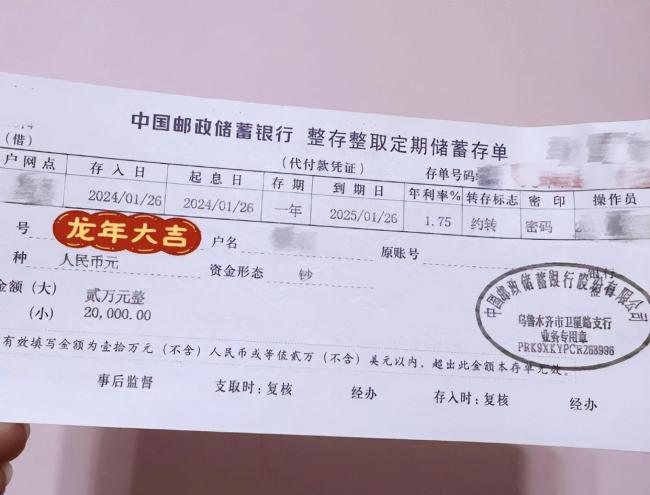 中国邮政储蓄银行 整存整取定期储蓄存单
(借)
(代付款凭证) 存单号码:
户网点 存入日 起息日 存期 到期日 年利率% 转存标志 密印 操作员
2024/01/26 2024/01/26 一年 2025/01/26 1.75 约转 密码
号 龙年大吉 户名 原账号
种 人民币元 资金形态 钞
金额(大) 贰万元整
(小) 20,000.00
中国邮政储蓄银行股份有限公司
乌鲁木齐市卫星路支行
业务专用章
PRK9XKYPCRZ68996
有效填写金额为壹拾万元(不含)人民币或等值贰万(不含)美元以内,超出此金额本存单无效。
事后监督 支取时:复核 经办 存入时:复核 经办